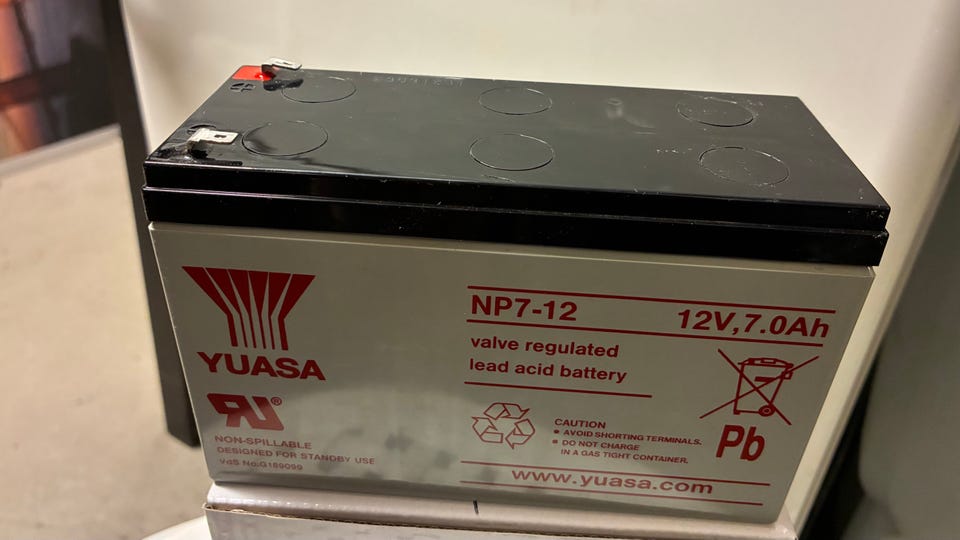 YUASA
RU®
NON-SPILLABLE
DESIGNED FOR STANDBY USE
VdS No:G189099
NP7-12
12V,7.0Ah
valve regulated
lead acid battery
CAUTION
● AVOID SHORTING TERMINALS.
● DO NOT CHARGE
IN A GAS TIGHT CONTAINER.
Pb
www.yuasa.com